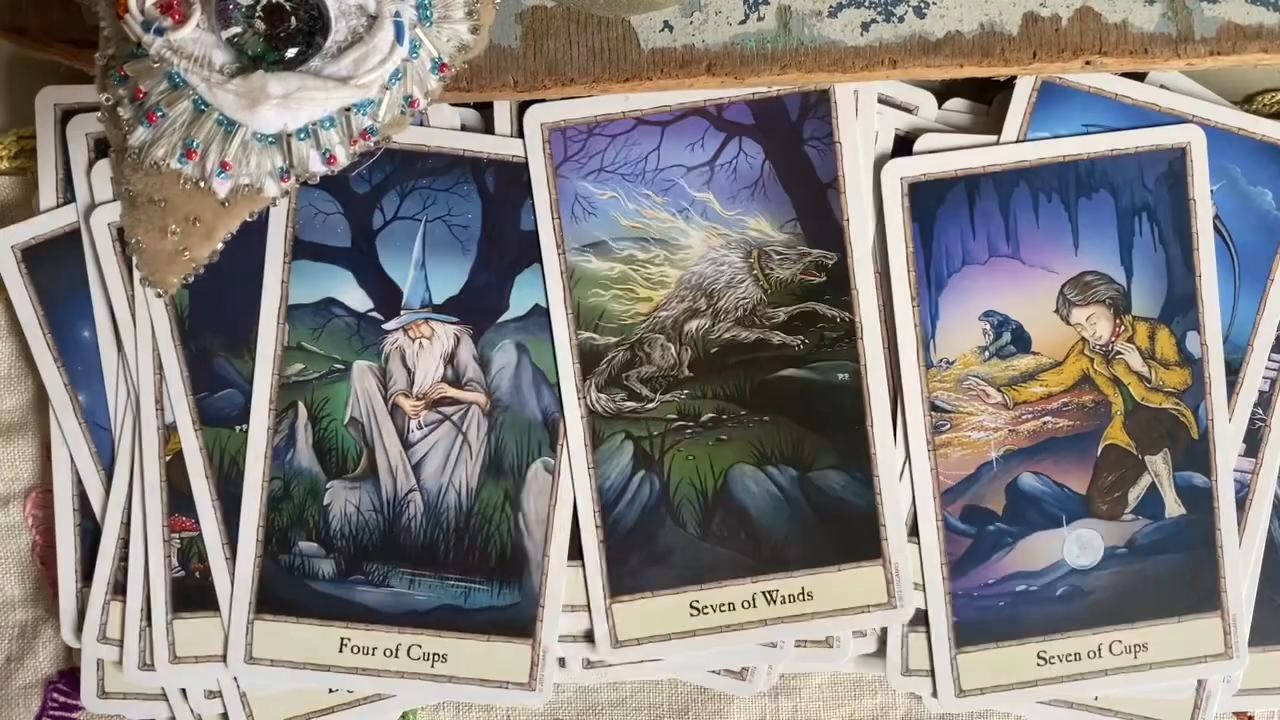 Four of Cups
Seven of Wands
Seven of Cups
P.P.